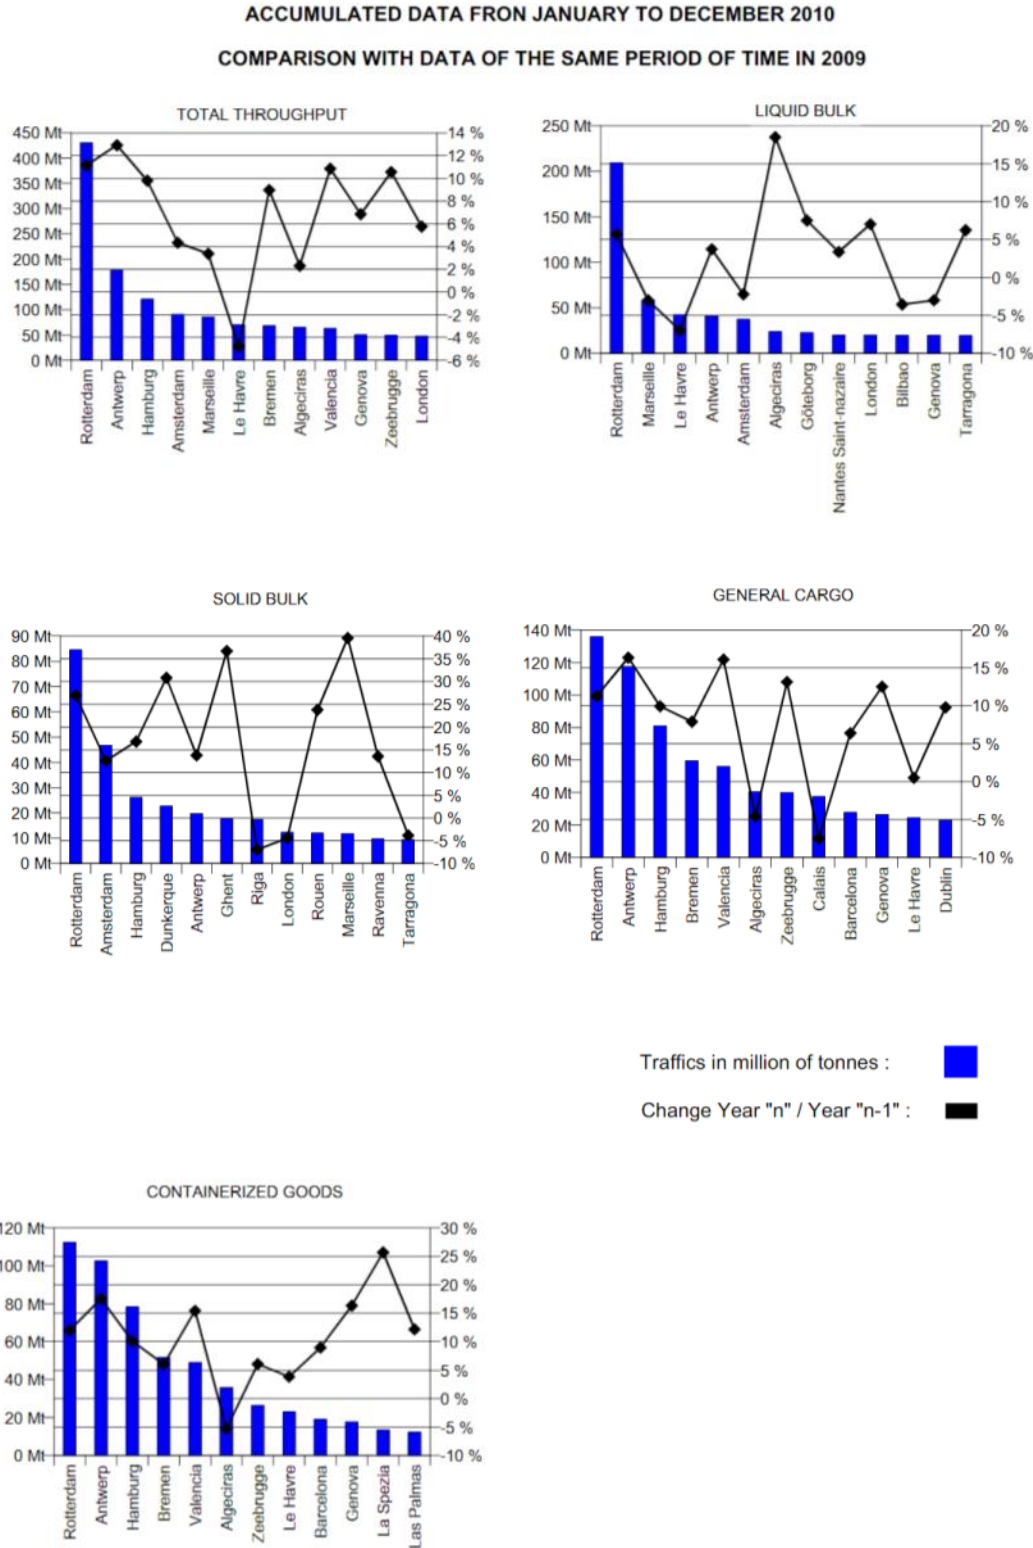 ACCUMULATED DATA FRON JANUARY TO DECEMBER 2010
COMPARISON WITH DATA OF THE SAME PERIOD OF TIME IN 2009
TOTAL THROUGHPUT
450 Mt
400 Mt
350 Mt
300 Mt
250 Mt
200 Mt
150 Mt
100 Mt
50 Mt
0 Mt
14 %
12 %
10 %
8 %
6 %
4 %
2 %
0 %
-2 %
-4 %
-6 %
Rotterdam
Antwerp
Hamburg
Amsterdam
Marseille
Le Havre
Bremen
Algeciras
Valencia
Genova
Zeebrugge
London
LIQUID BULK
250 Mt
200 Mt
150 Mt
100 Mt
50 Mt
0 Mt
20 %
15 %
10 %
5 %
0 %
-5 %
-10 %
Rotterdam
Marseille
Le Havre
Antwerp
Amsterdam
Algeciras
Göteborg
Nantes Saint-nazaire
London
Bilbao
Genova
Tarragona
SOLID BULK
90 Mt
80 Mt
70 Mt
60 Mt
50 Mt
40 Mt
30 Mt
20 Mt
10 Mt
0 Mt
40 %
35 %
30 %
25 %
20 %
15 %
10 %
5 %
0 %
-5 %
-10 %
Rotterdam
Amsterdam
Hamburg
Dunkerque
Antwerp
Ghent
Riga
London
Rouen
Marseille
Ravenna
Tarragona
GENERAL CARGO
140 Mt
120 Mt
100 Mt
80 Mt
60 Mt
40 Mt
20 Mt
0 Mt
20 %
15 %
10 %
5 %
0 %
-5 %
-10 %
Rotterdam
Antwerp
Hamburg
Bremen
Valencia
Algeciras
Zeebrugge
Calais
Barcelona
Genova
Le Havre
Dublin
Traffics in million of tonnes :
Change Year "n" / Year "n-1" :
CONTAINERIZED GOODS
120 Mt
100 Mt
80 Mt
60 Mt
40 Mt
20 Mt
0 Mt
30 %
25 %
20 %
15 %
10 %
5 %
0 %
-5 %
-10 %
Rotterdam
Antwerp
Hamburg
Bremen
Valencia
Algeciras
Zeebrugge
Le Havre
Barcelona
Genova
La Spezia
Las Palmas